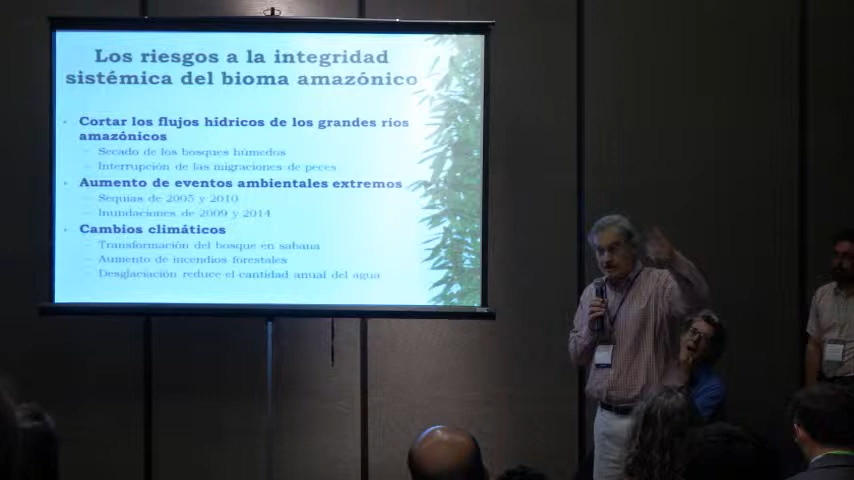 Los riesgos a la integridad
sistémica del bioma amazónico
Cortar los flujos hídricos de los grandes ríos
amazónicos
Secado de los bosques húmedos
Interrupción de las migraciones de peces
Aumento de eventos ambientales extremos
Sequias de 2005 y 2010
Inundaciones de 2009 y 2014
Cambios climáticos
Transformación del bosque en sabana
Aumento de incendios forestales
Desglaciación reduce el cantidad anual del agua